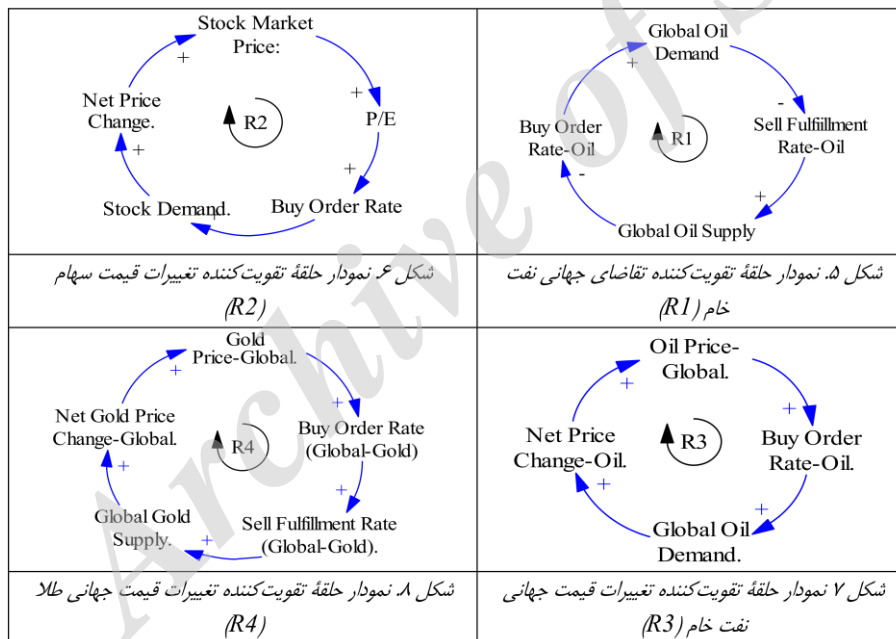 Stock Market
Price:
+
+
P/E
+
Buy Order Rate
+
Stock Demand.
+
Net Price
Change.
R2
Global Oil
Demand
+
-
Sell Fulfiillment
Rate-Oil
+
Global Oil Supply
-
Buy Order
Rate-Oil
R1
شکل ۶. نمودار حلقۀ تقویت‌کننده تغییرات قیمت سهام
(R2)
شکل ۵. نمودار حلقۀ تقویت‌کننده تقاضای جهانی نفت
خام (R1)
Gold
Price-Global.
+
+
Buy Order Rate
(Global-Gold)
+
Sell Fulfillment Rate
(Global-Gold).
+
Global Gold
Supply.
+
Net Gold Price
Change-Global.
R4
Oil Price-
Global.
+
+
Buy Order
Rate-Oil.
+
Global Oil
Demand.
+
Net Price
Change-Oil.
R3
شکل ۸. نمودار حلقۀ تقویت‌کننده تغییرات قیمت جهانی طلا
(R4)
شکل ۷ نمودار حلقۀ تقویت‌کننده تغییرات قیمت جهانی
نفت خام (R3)
Archive of